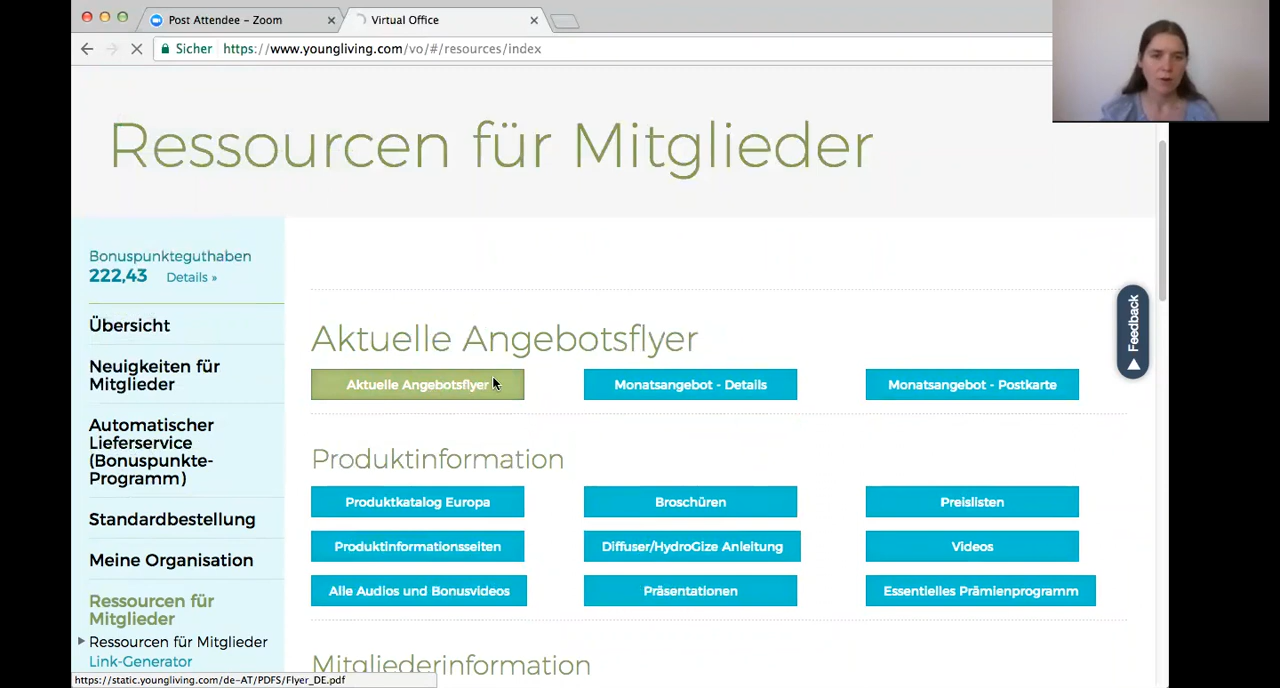 Post Attendee – Zoom
Virtual Office
Sicher
https://www.youngliving.com/vo/#/resources/index
Ressourcen für Mitglieder
Bonuspunkteguthaben
222,43 Details »
Übersicht
Neuigkeiten für
Mitglieder
Automatischer
Lieferservice
(Bonuspunkte-
Programm)
Standardbestellung
Meine Organisation
Ressourcen für
Mitglieder
Ressourcen für Mitglieder
Link-Generator
Aktuelle Angebotsflyer
Aktuelle Angebotsflyer
Monatsangebot - Details
Monatsangebot - Postkarte
Produktinformation
Produktkatalog Europa
Broschüren
Preislisten
Produktinformationsseiten
Diffuser/HydroGize Anleitung
Videos
Alle Audios und Bonusvideos
Präsentationen
Essentielles Prämienprogramm
Mitgliederinformation
Feedback
https://static.youngliving.com/de-AT/PDFS/Flyer_DE.pdf